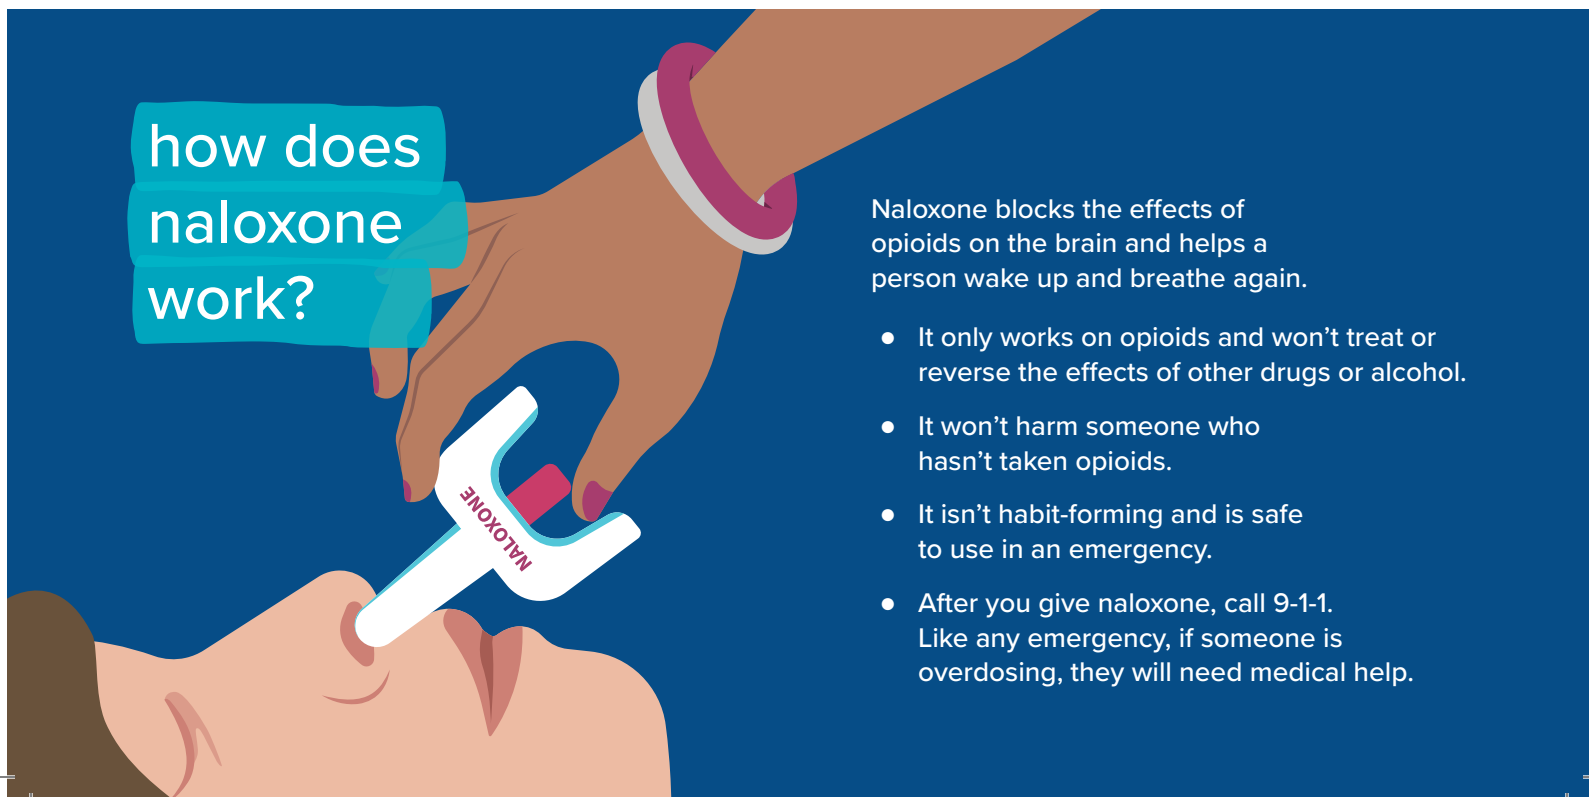 how does
naloxone
work?
NALOXONE
Naloxone blocks the effects of
opioids on the brain and helps a
person wake up and breathe again.
● It only works on opioids and won’t treat or
reverse the effects of other drugs or alcohol.
● It won’t harm someone who
hasn’t taken opioids.
● It isn’t habit-forming and is safe
to use in an emergency.
● After you give naloxone, call 9-1-1.
Like any emergency, if someone is
overdosing, they will need medical help.